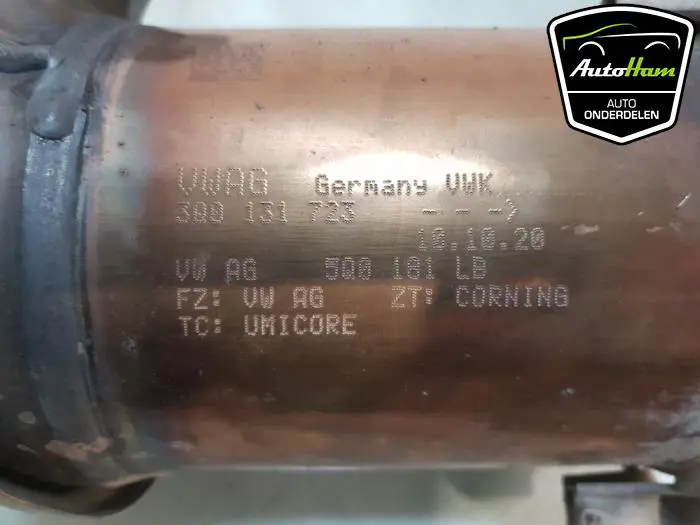 AutoHam
AUTO
ONDERDELEN
VWAG Germany VWK
3Q0 131 723 - - ->
10.10.20
VW AG 5Q0 181 LB
FZ: VW AG ZT: CORNING
TC: UMICORE